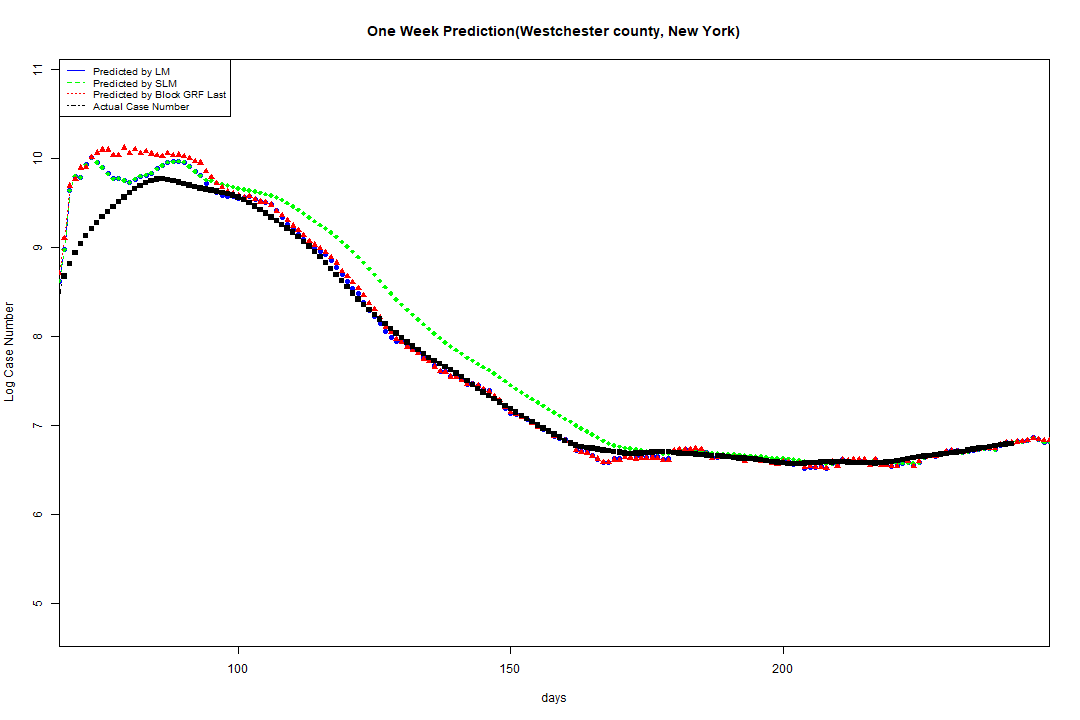 One Week Prediction(Westchester county, New York)
Predicted by LM
Predicted by SLM
Predicted by Block GRF Last
Actual Case Number
11
10
9
8
7
6
5
Log Case Number
100 150 200
days